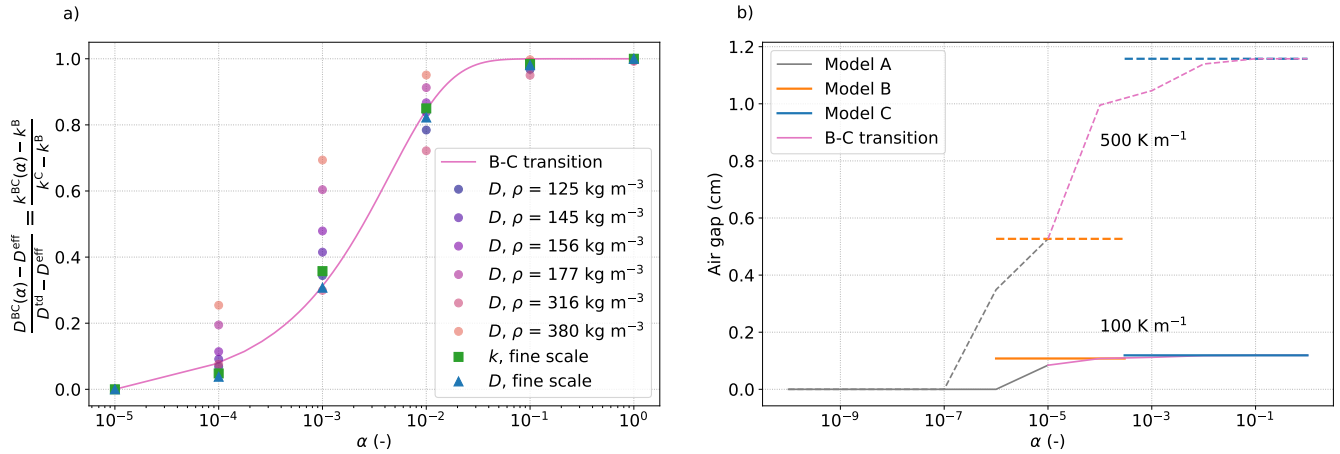 a)
D^BC(α) − D^eff / D^td − D^eff = k^BC(α) − k^B / k^C − k^B
1.0
0.8
0.6
0.4
0.2
0.0
B-C transition
D, ρ = 125 kg m⁻³
D, ρ = 145 kg m⁻³
D, ρ = 156 kg m⁻³
D, ρ = 177 kg m⁻³
D, ρ = 316 kg m⁻³
D, ρ = 380 kg m⁻³
k, fine scale
D, fine scale
10⁻⁵ 10⁻⁴ 10⁻³ 10⁻² 10⁻¹ 10⁰
α (-)
b)
Air gap (cm)
1.2
1.0
0.8
0.6
0.4
0.2
0.0
Model A
Model B
Model C
B-C transition
500 K m⁻¹
100 K m⁻¹
10⁻⁹ 10⁻⁷ 10⁻⁵ 10⁻³ 10⁻¹
α (-)